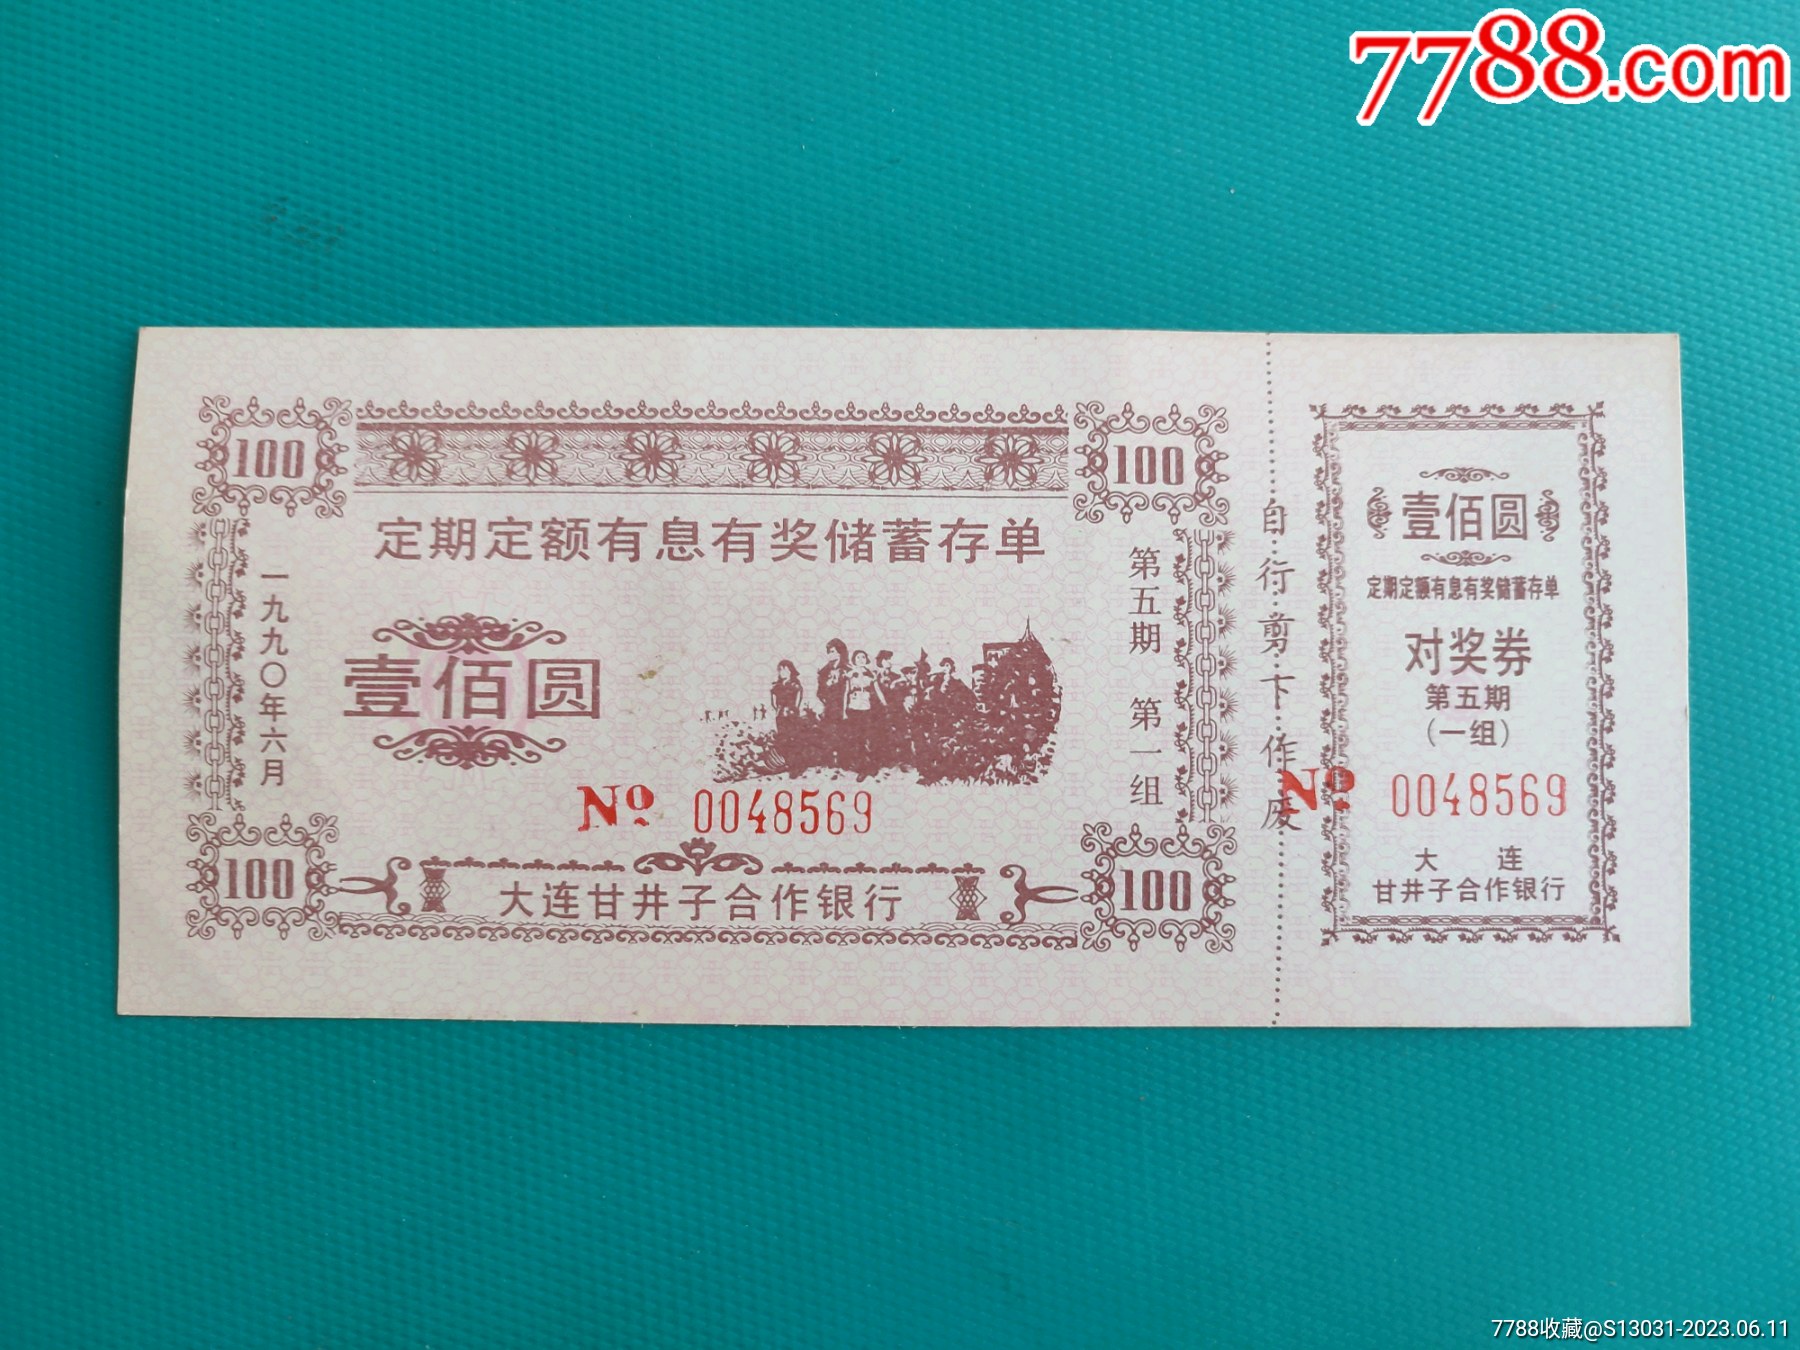 7788.com
100
100
定期定额有息有奖储蓄存单
一九九〇年六月
壹佰圆
第五期 第一组
No 0048569
100
大连甘井子合作银行
100
自行剪下作废
壹佰圆
定期定额有息有奖储蓄存单
对奖券
第五期
(一组)
No 0048569
大连
甘井子合作银行
7788收藏@S13031-2023.06.11